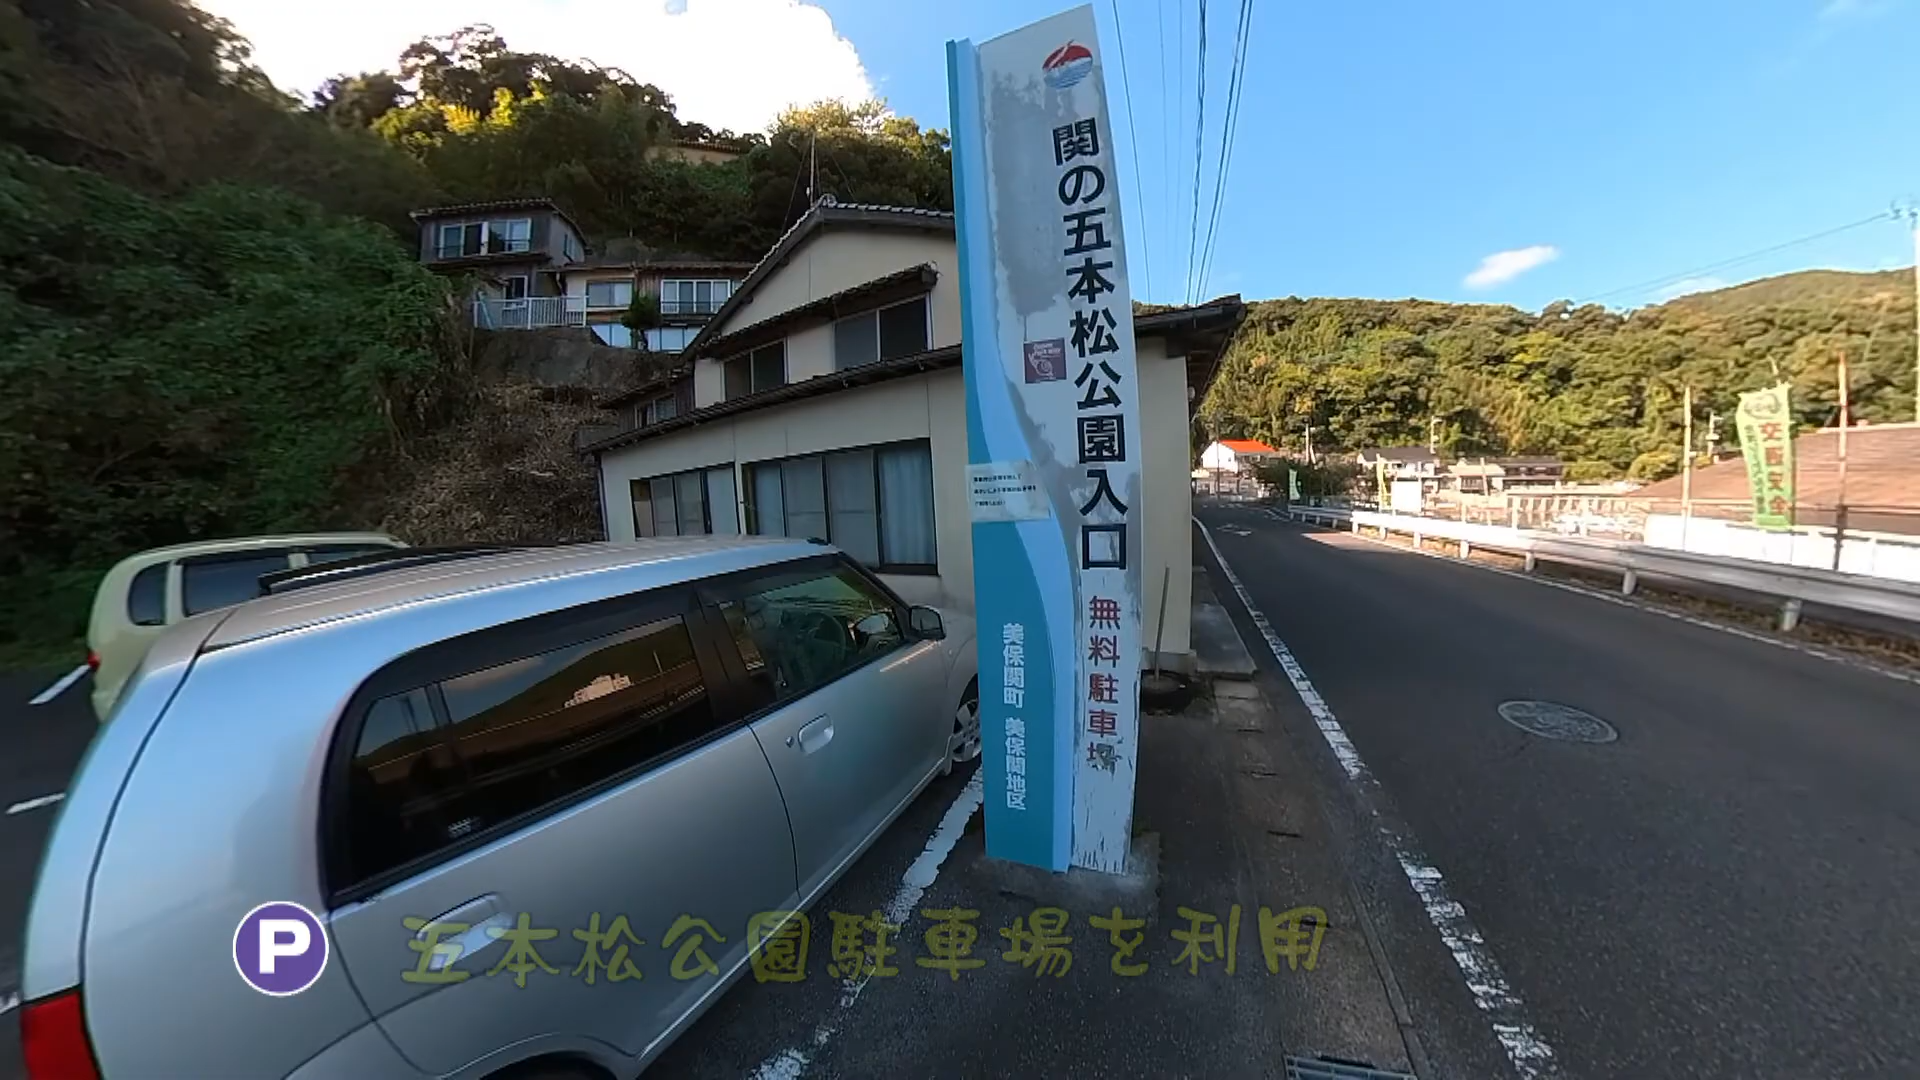 関の五本松公園入口
無料駐車場
美保関町 美保関地区
P 五本松公園駐車場を利用